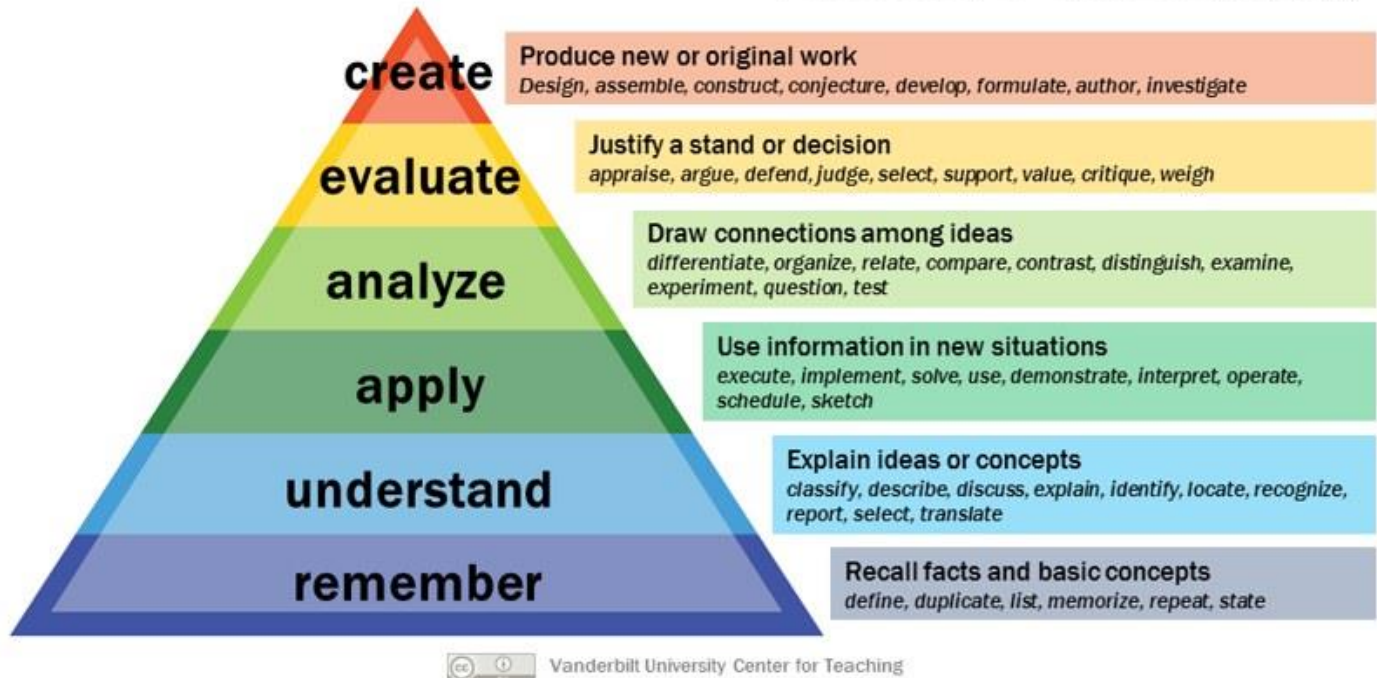 create
Produce new or original work
Design, assemble, construct, conjecture, develop, formulate, author, investigate
evaluate
Justify a stand or decision
appraise, argue, defend, judge, select, support, value, critique, weigh
analyze
Draw connections among ideas
differentiate, organize, relate, compare, contrast, distinguish, examine,
experiment, question, test
apply
Use information in new situations
execute, implement, solve, use, demonstrate, interpret, operate,
schedule, sketch
understand
Explain ideas or concepts
classify, describe, discuss, explain, identify, locate, recognize,
report, select, translate
remember
Recall facts and basic concepts
define, duplicate, list, memorize, repeat, state
cc
Vanderbilt University Center for Teaching